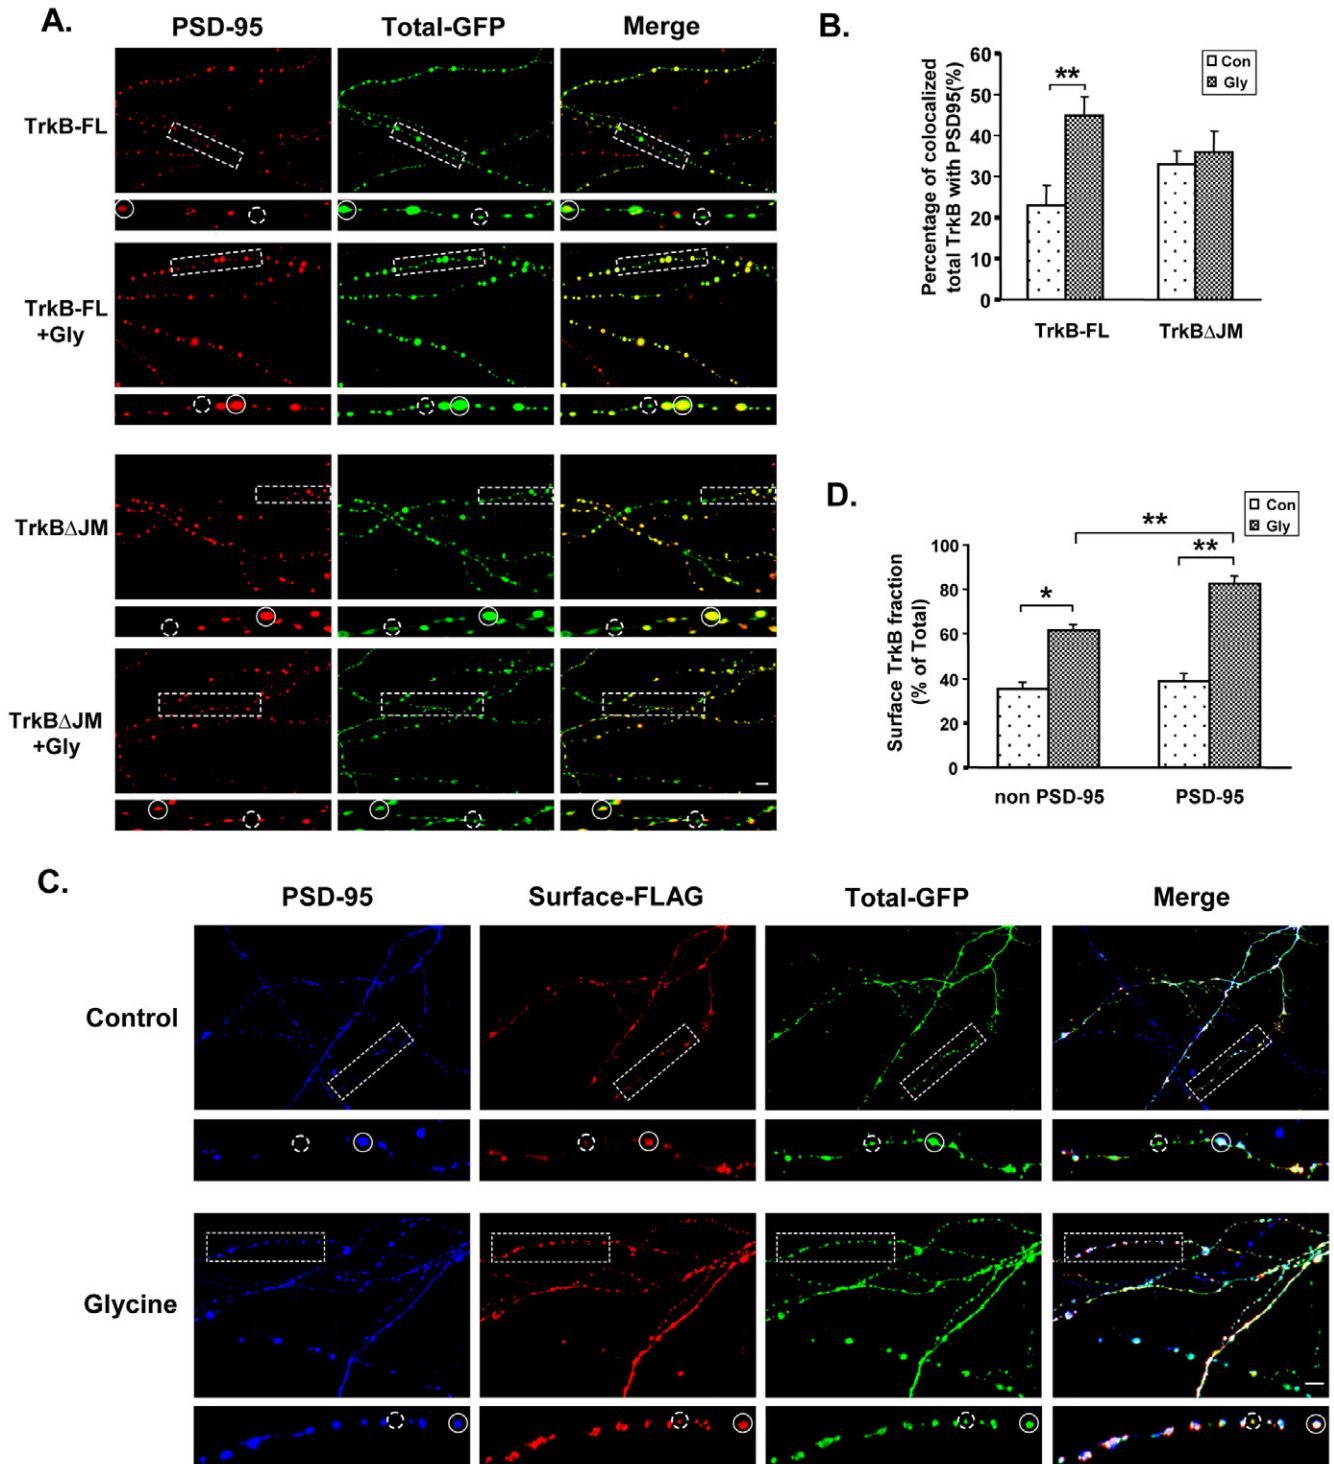 A.
PSD-95 Total-GFP Merge
TrkB-FL
TrkB-FL
+Gly
TrkBΔJM
TrkBΔJM
+Gly
B.
Percentage of colocalized
total TrkB with PSD95(%)
60
50
40
30
20
10
0
**
Con
Gly
TrkB-FL TrkBΔJM
D.
Surface TrkB fraction
(% of Total)
100
80
60
40
20
0
*
**
**
Con
Gly
non PSD-95 PSD-95
C.
PSD-95 Surface-FLAG Total-GFP Merge
Control
Glycine